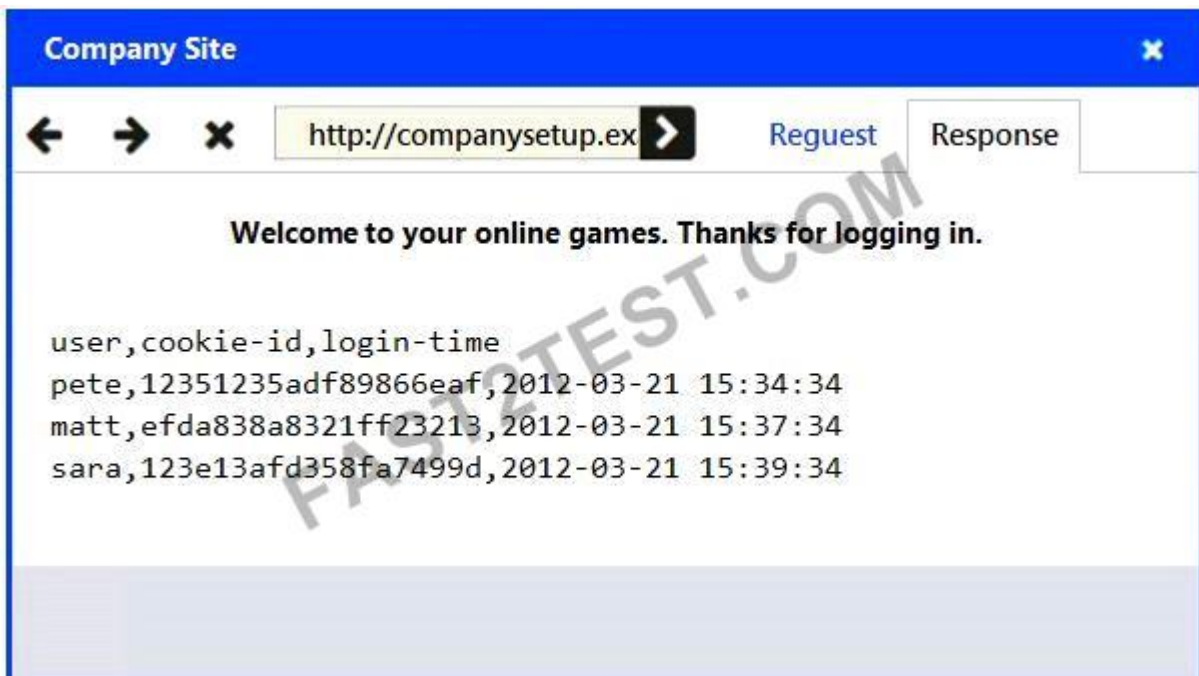 Company Site
http://companysetup.ex
Reguest
Response
Welcome to your online games. Thanks for logging in.
user,cookie-id,login-time
pete,12351235adf89866eaf,2012-03-21 15:34:34
matt,efda838a8321ff23213,2012-03-21 15:37:34
sara,123e13afd358fa7499d,2012-03-21 15:39:34
FAST2TEST.COM